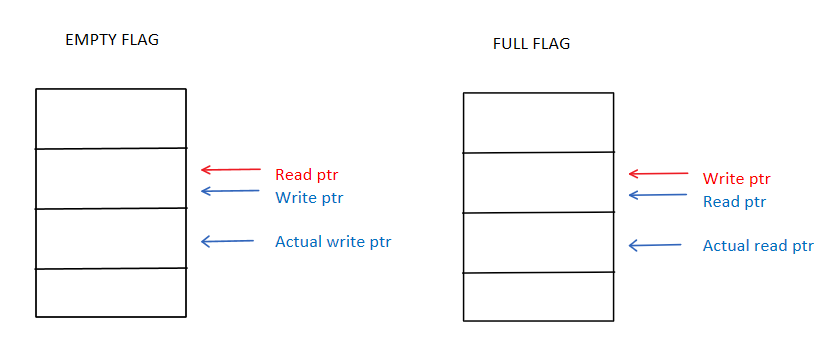 EMPTY FLAG
Read ptr
Write ptr
Actual write ptr
FULL FLAG
Write ptr
Read ptr
Actual read ptr